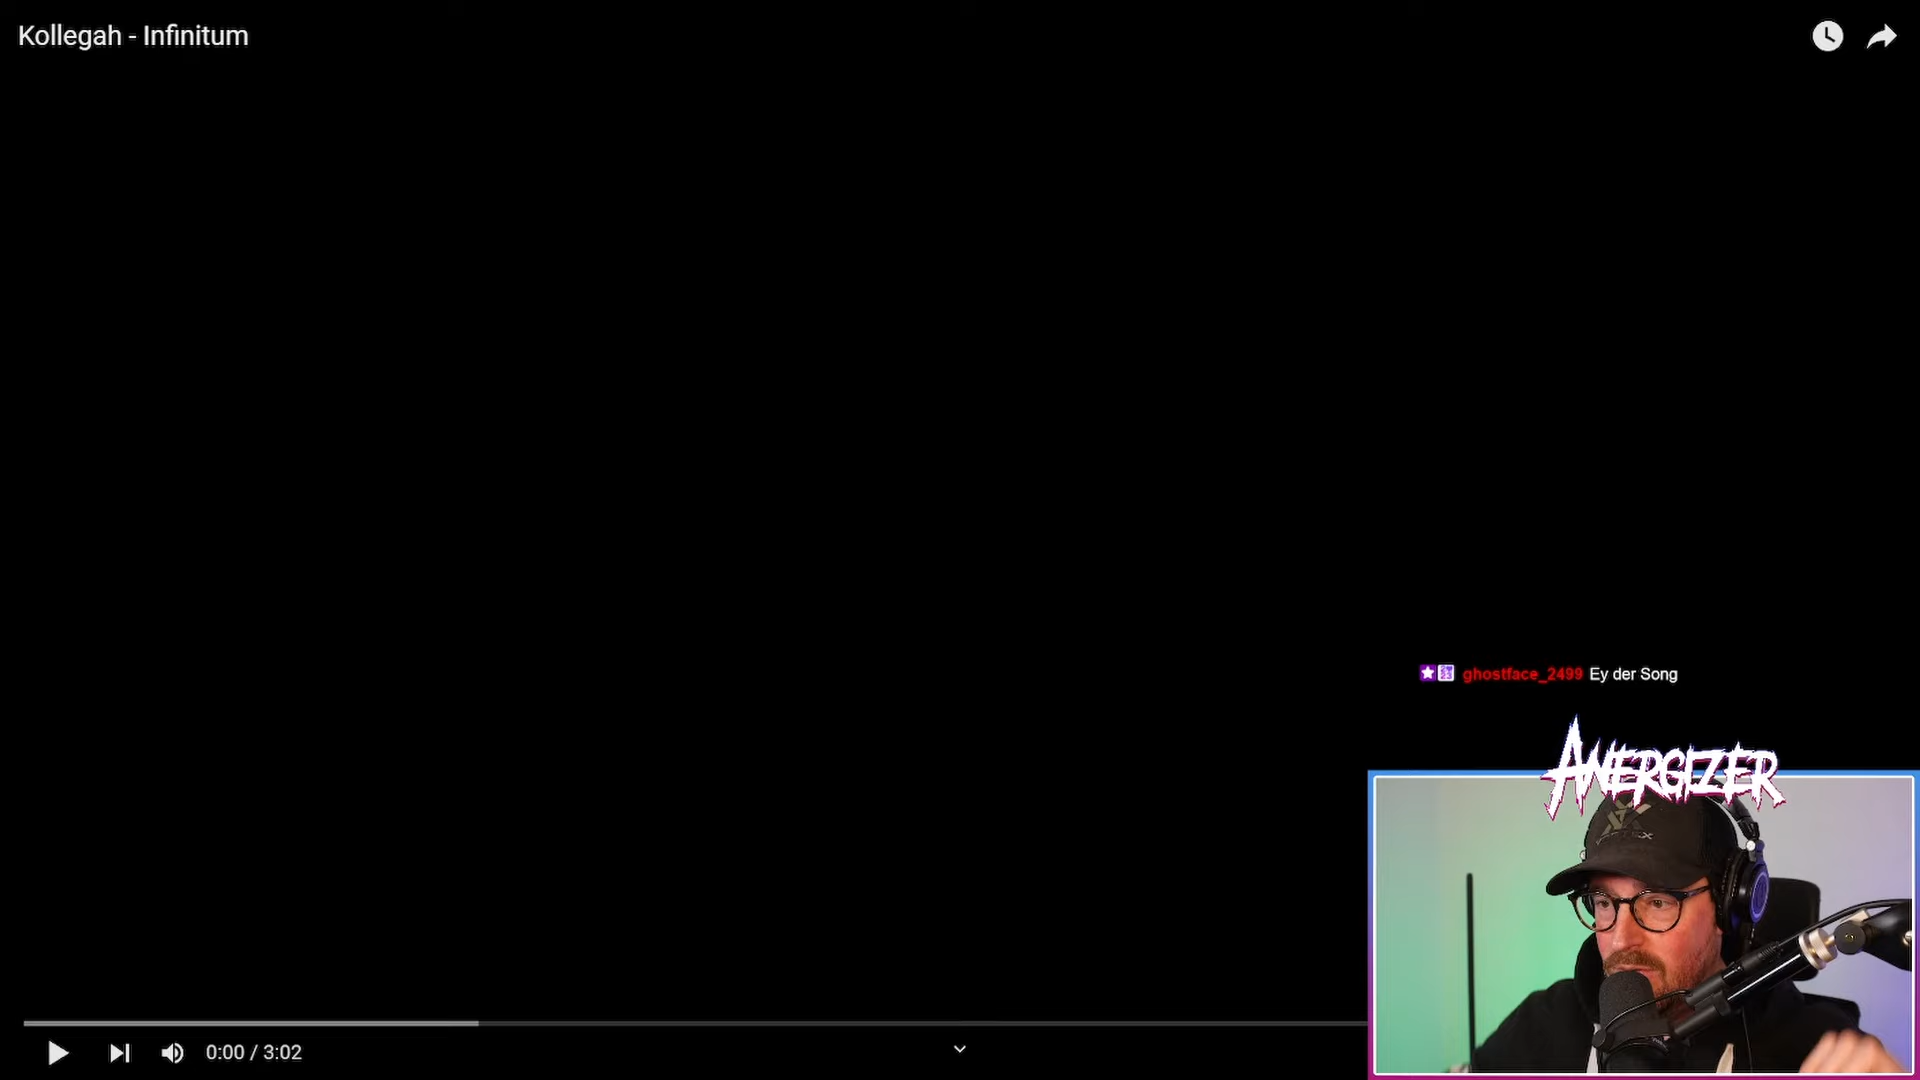 Kollegah - Infinitum
ghostface_2499 Ey der Song
ANERGIZER
0:00 / 3:02